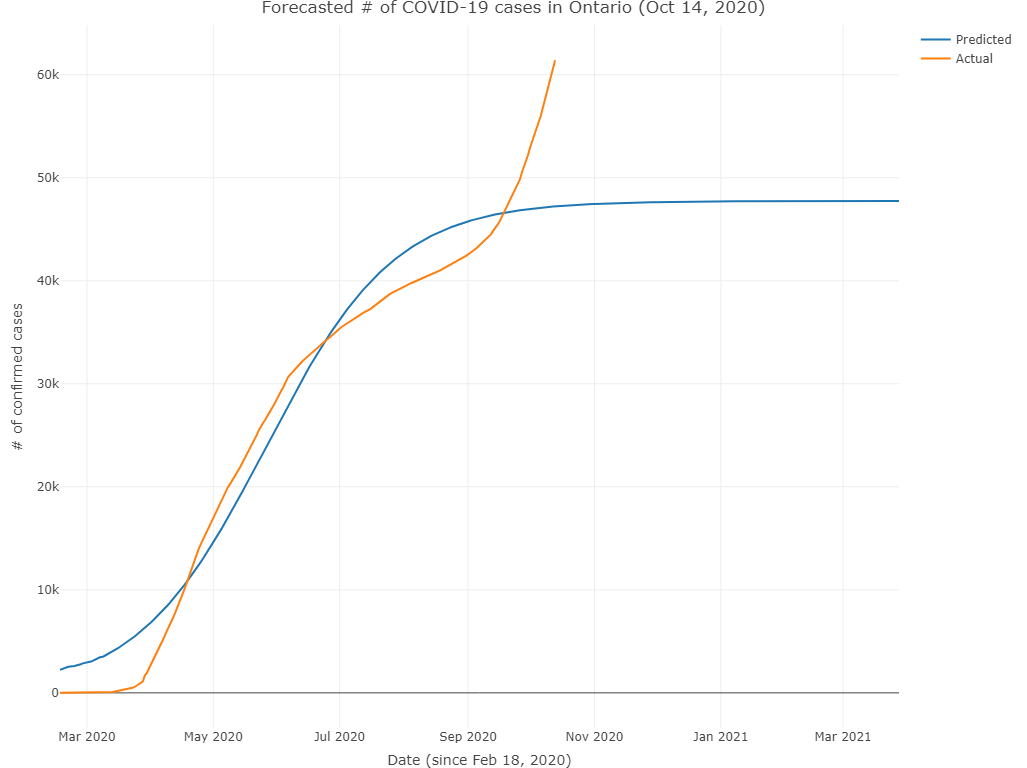 Forecasted # of COVID-19 cases in Ontario (Oct 14, 2020)
Predicted
Actual
60k
50k
40k
30k
20k
10k
0
# of confirmed cases
Mar 2020 May 2020 Jul 2020 Sep 2020 Nov 2020 Jan 2021 Mar 2021
Date (since Feb 18, 2020)